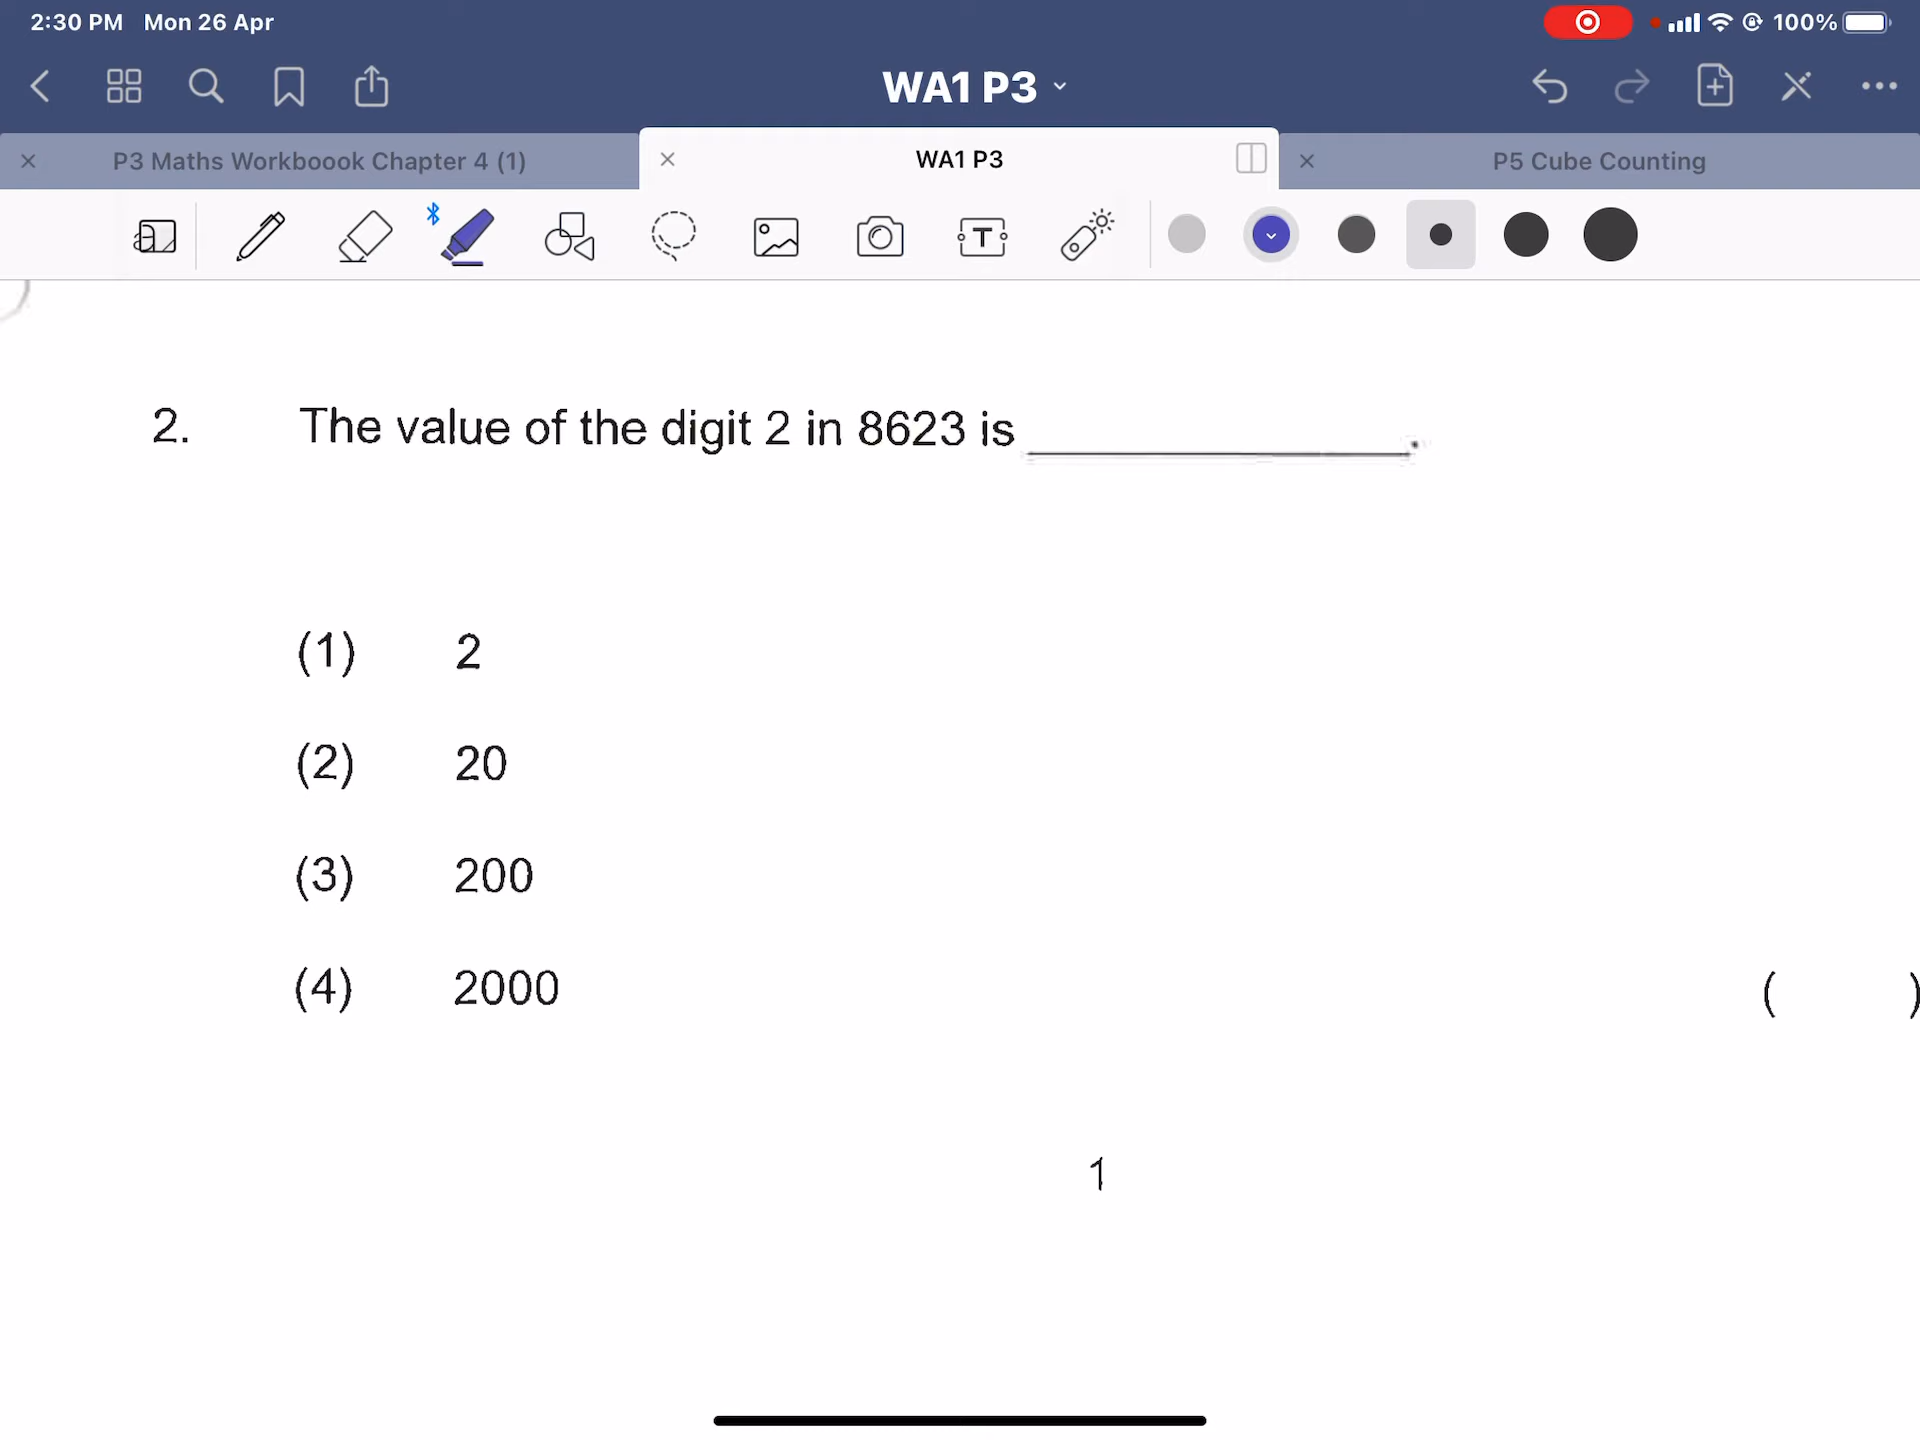 2:30 PM Mon 26 Apr 100%
WA1 P3
P3 Maths Workboook Chapter 4 (1) WA1 P3 P5 Cube Counting
2. The value of the digit 2 in 8623 is ____________.
(1) 2
(2) 20
(3) 200
(4) 2000 ( )
1